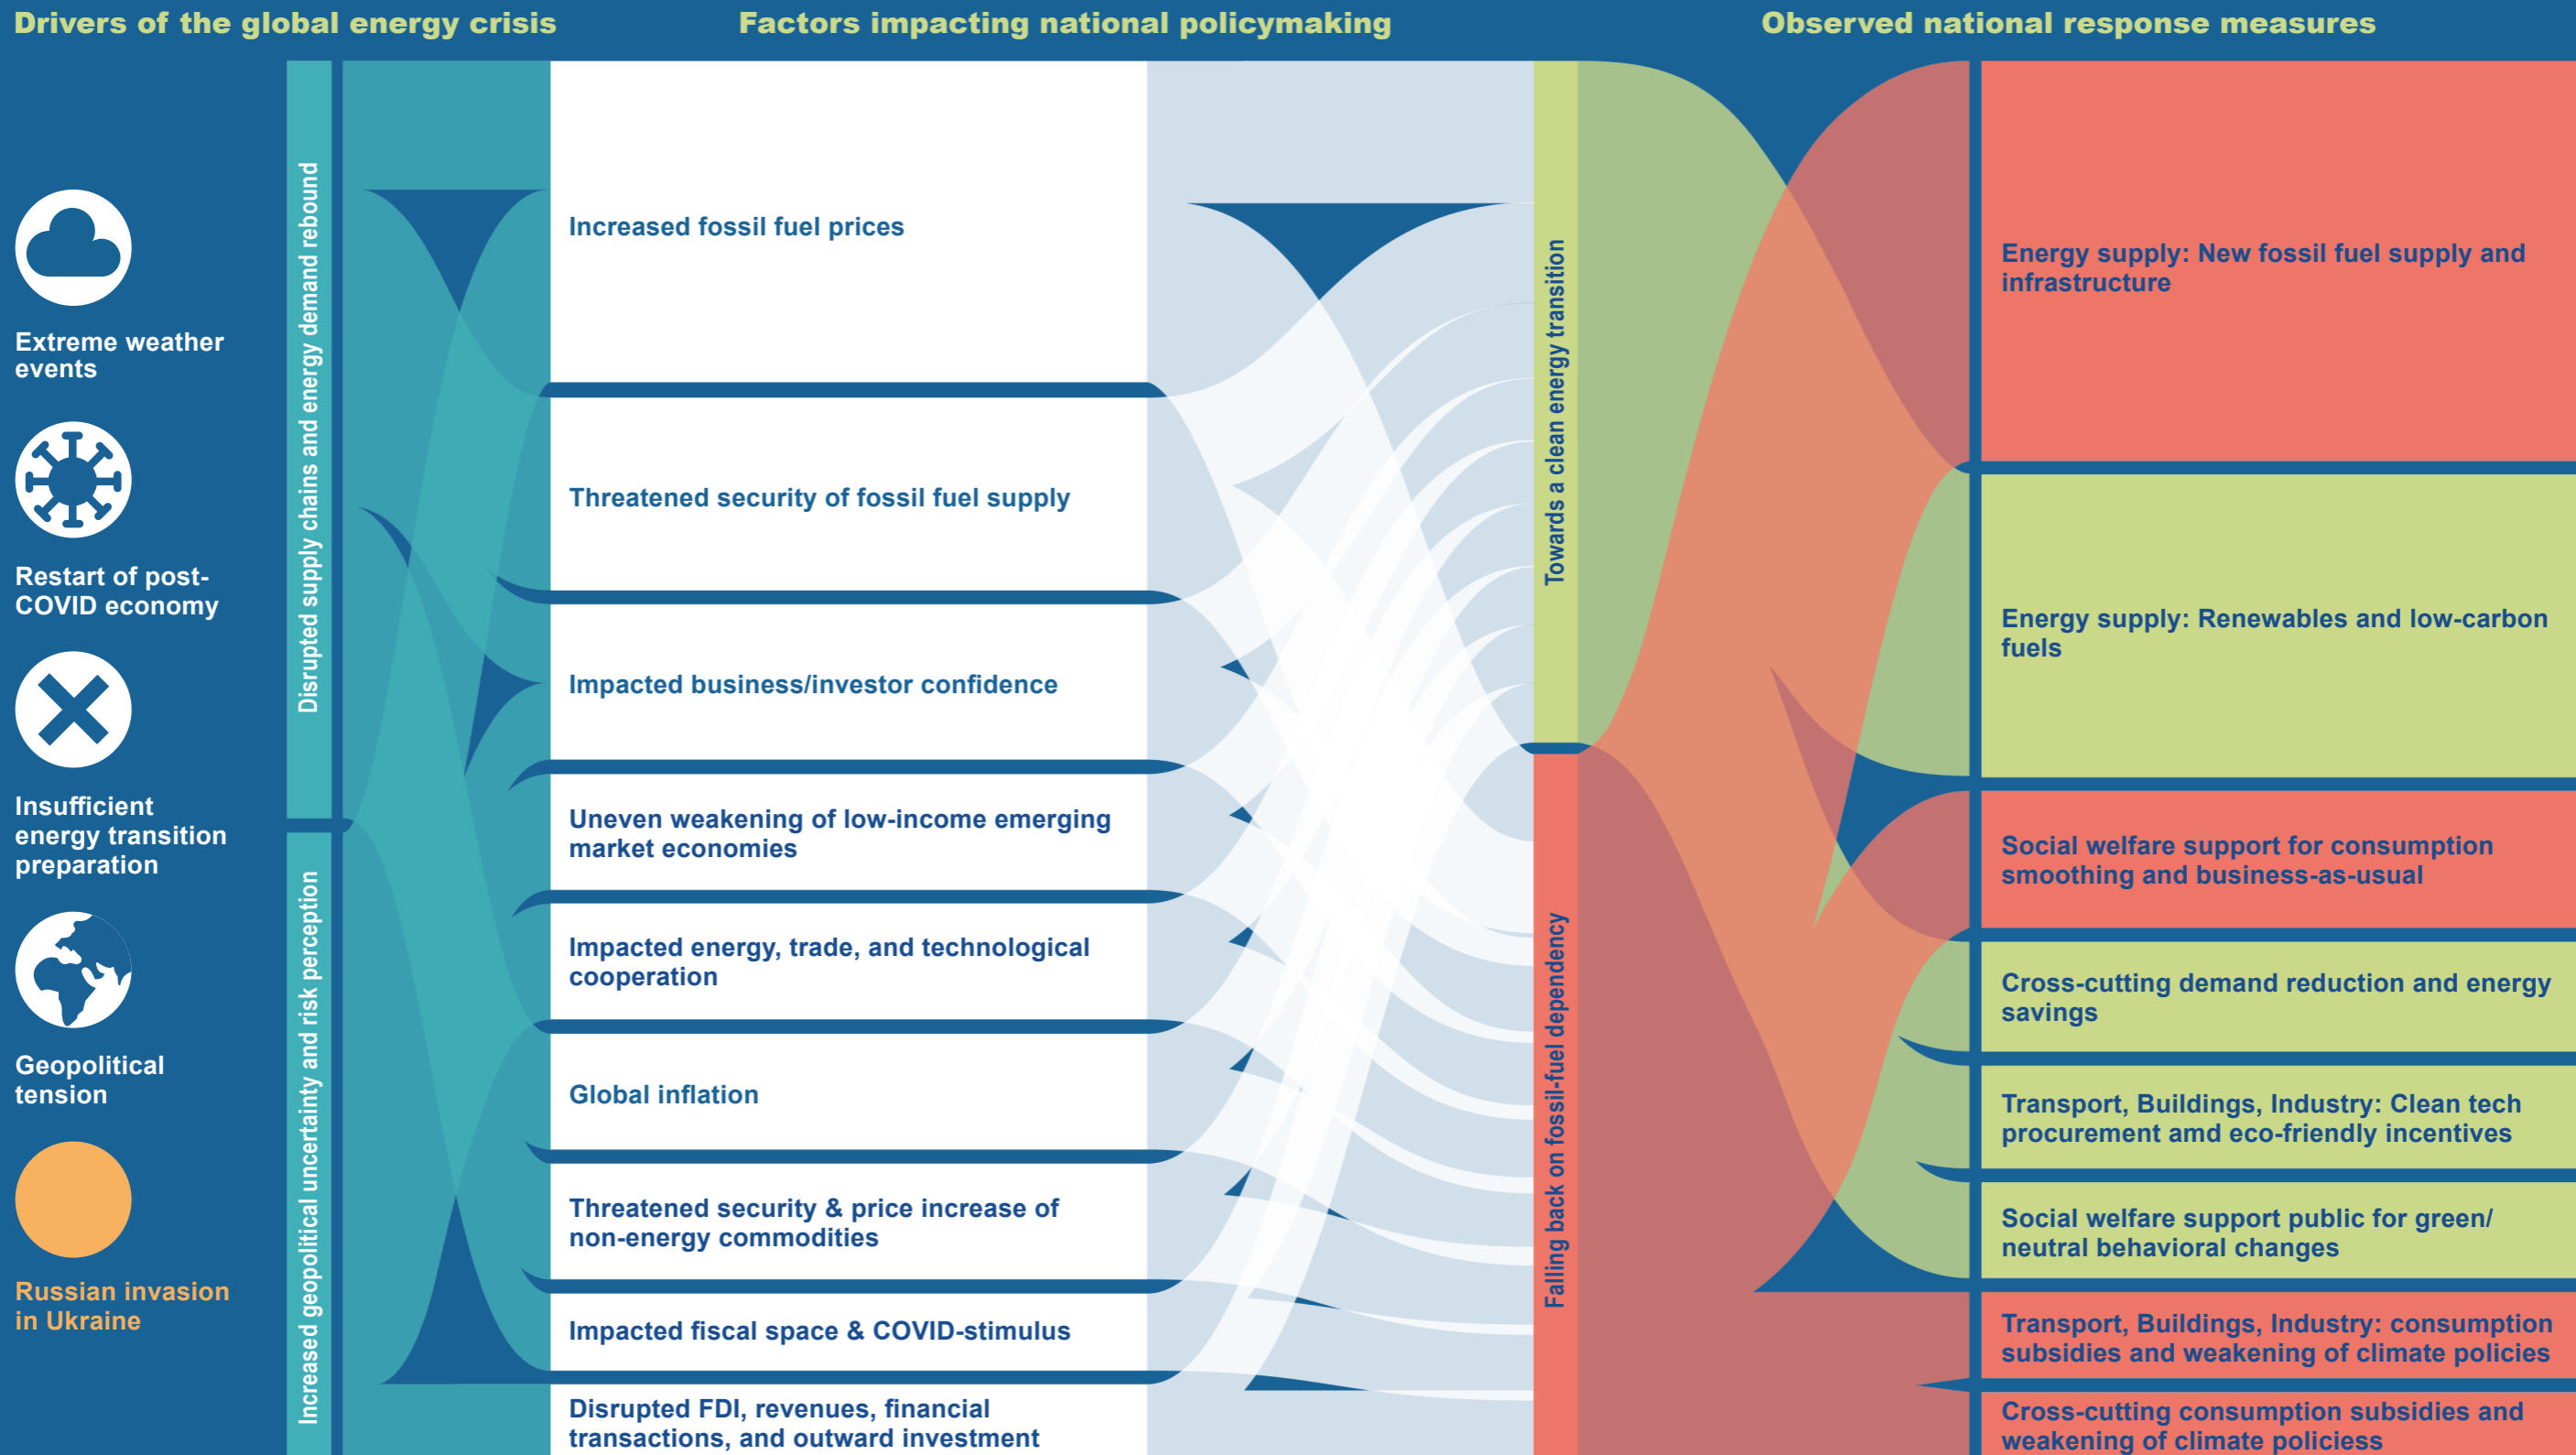 Drivers of the global energy crisis
Factors impacting national policymaking
Observed national response measures
Extreme weather
events
Restart of post-
COVID economy
Insufficient
energy transition
preparation
Geopolitical
tension
Russian invasion
in Ukraine
Disrupted supply chains and energy demand rebound
Increased geopolitical uncertainty and risk perception
Increased fossil fuel prices
Threatened security of fossil fuel supply
Impacted business/investor confidence
Uneven weakening of low-income emerging
market economies
Impacted energy, trade, and technological
cooperation
Global inflation
Threatened security & price increase of
non-energy commodities
Impacted fiscal space & COVID-stimulus
Disrupted FDI, revenues, financial
transactions, and outward investment
Towards a clean energy transition
Falling back on fossil-fuel dependency
Energy supply: New fossil fuel supply and
infrastructure
Energy supply: Renewables and low-carbon
fuels
Social welfare support for consumption
smoothing and business-as-usual
Cross-cutting demand reduction and energy
savings
Transport, Buildings, Industry: Clean tech
procurement amd eco-friendly incentives
Social welfare support public for green/
neutral behavioral changes
Transport, Buildings, Industry: consumption
subsidies and weakening of climate policies
Cross-cutting consumption subsidies and
weakening of climate policiess